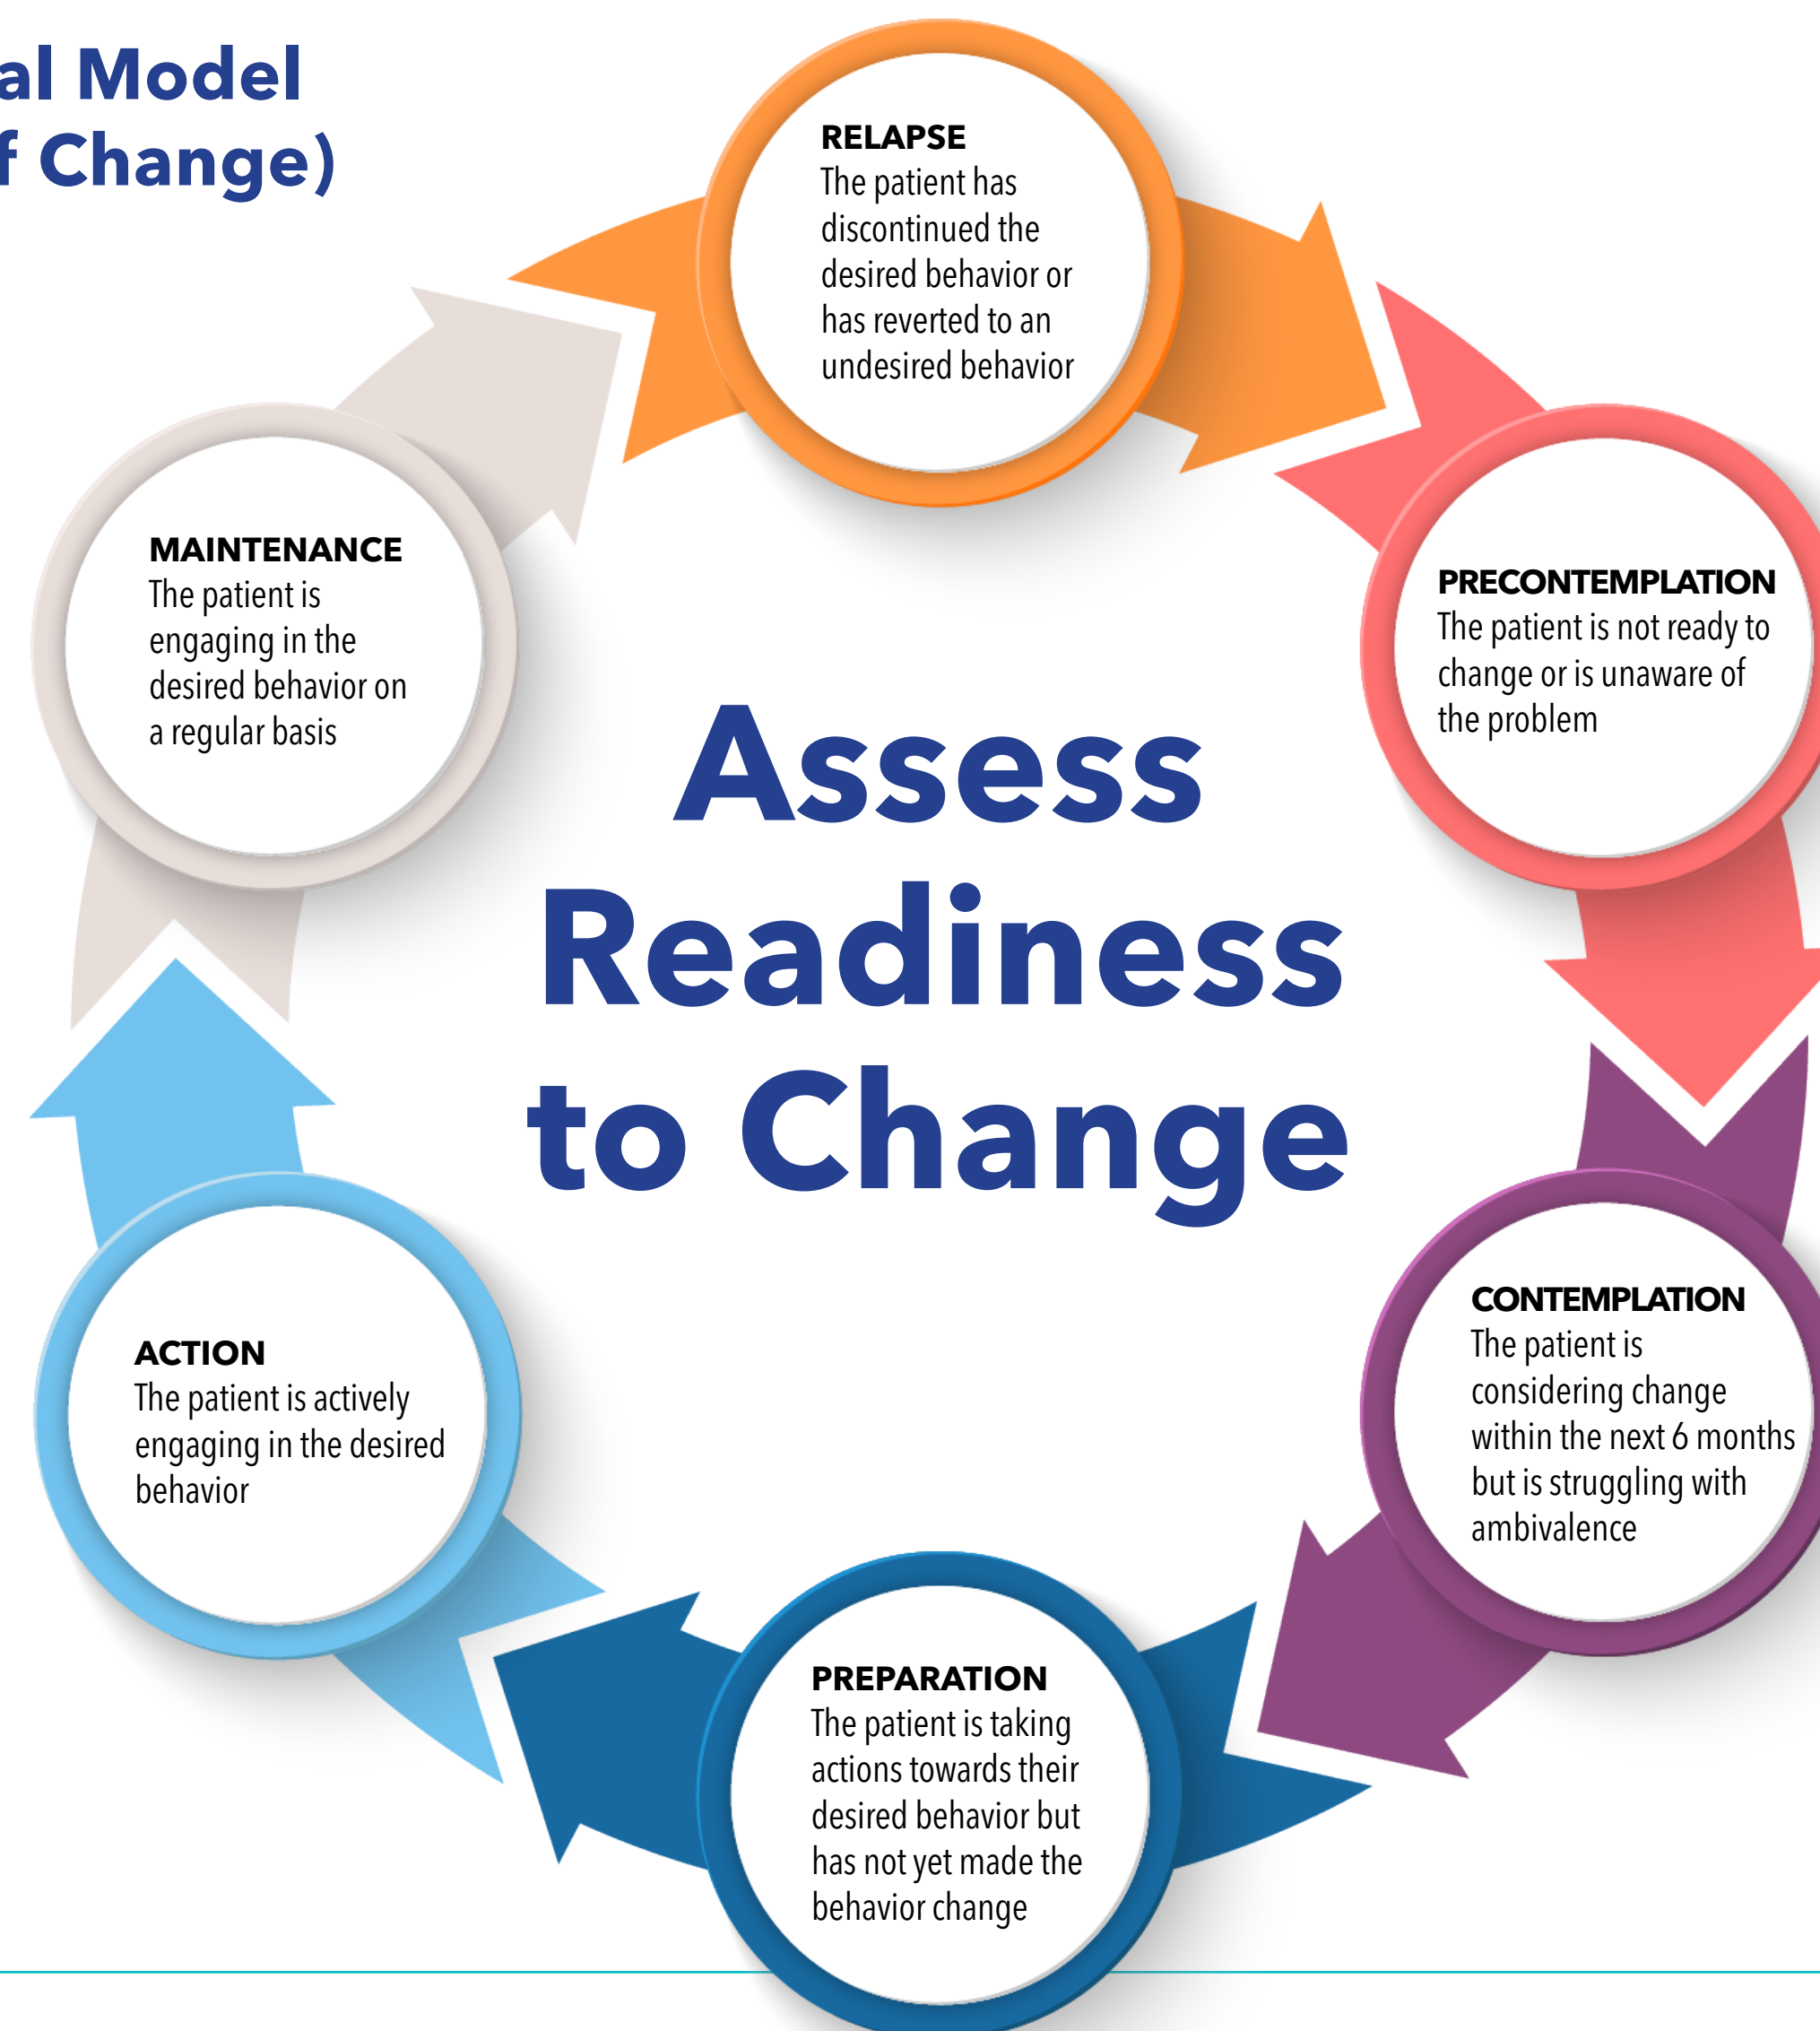 al Model
f Change)
RELAPSE
The patient has
discontinued the
desired behavior or
has reverted to an
undesired behavior
PRECONTEMPLATION
The patient is not ready to
change or is unaware of
the problem
CONTEMPLATION
The patient is
considering change
within the next 6 months
but is struggling with
ambivalence
PREPARATION
The patient is taking
actions towards their
desired behavior but
has not yet made the
behavior change
ACTION
The patient is actively
engaging in the desired
behavior
MAINTENANCE
The patient is
engaging in the
desired behavior on
a regular basis
Assess
Readiness
to Change